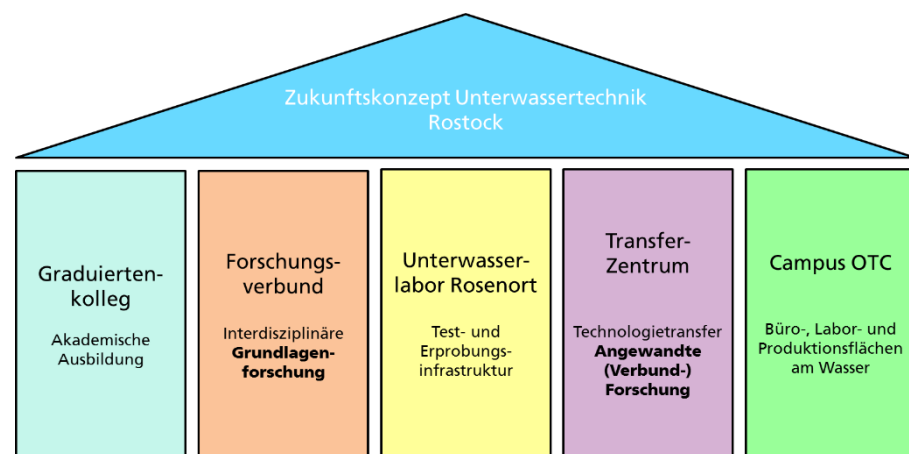 Zukunftskonzept Unterwassertechnik
Rostock
Graduierten-
kolleg
Akademische
Ausbildung
Forschungs-
verbund
Interdisziplinäre
Grundlagen-
forschung
Unterwasser-
labor Rosenort
Test- und
Erprobungs-
infrastruktur
Transfer-
Zentrum
Technologietransfer
Angewandte
(Verbund-)
Forschung
Campus OTC
Büro-, Labor- und
Produktionsflächen
am Wasser